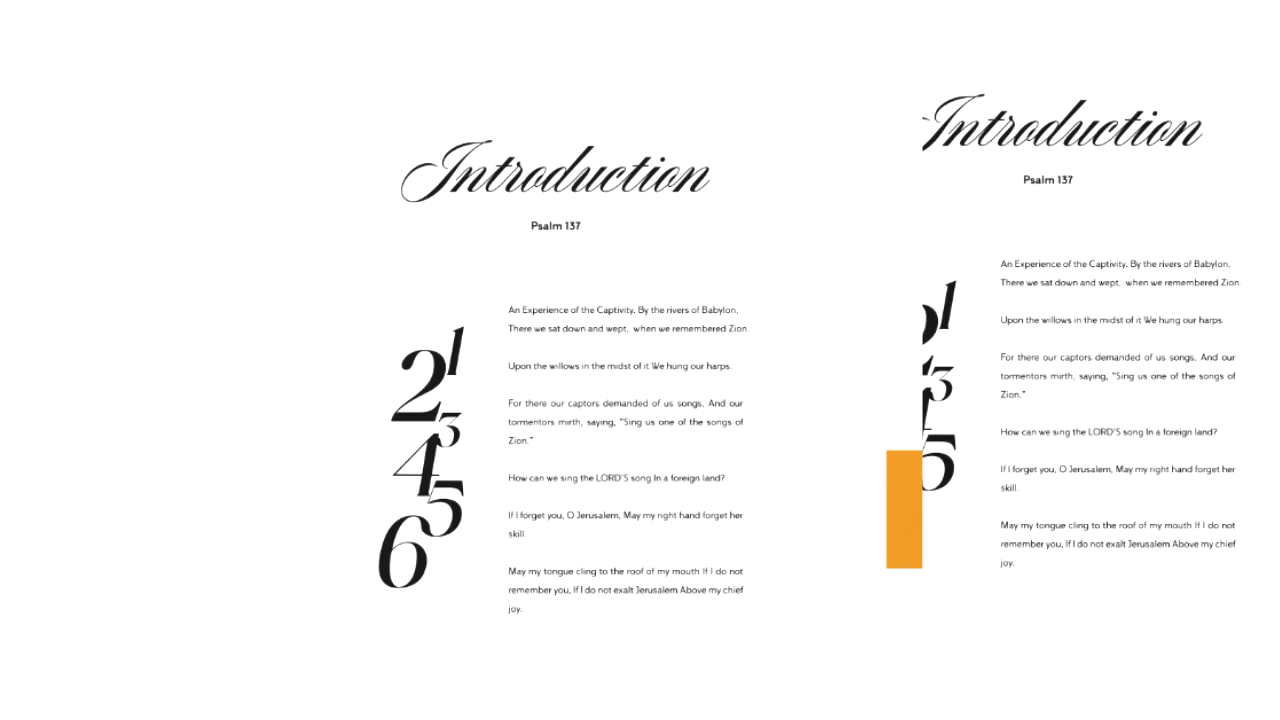 Introduction
Psalm 137
1
2
3
4
5
6
An Experience of the Captivity. By the rivers of Babylon,
There we sat down and wept, when we remembered Zion.
Upon the willows in the midst of it We hung our harps.
For there our captors demanded of us songs, And our
tormentors mirth, saying, "Sing us one of the songs of
Zion."
How can we sing the LORD'S song In a foreign land?
If I forget you, O Jerusalem, May my right hand forget her
skill.
May my tongue cling to the roof of my mouth If I do not
remember you, If I do not exalt Jerusalem Above my chief
joy.
Introduction
Psalm 137
1
3
5
An Experience of the Captivity. By the rivers of Babylon,
There we sat down and wept, when we remembered Zion.
Upon the willows in the midst of it We hung our harps.
For there our captors demanded of us songs, And our
tormentors mirth, saying, "Sing us one of the songs of
Zion."
How can we sing the LORD'S song In a foreign land?
If I forget you, O Jerusalem, May my right hand forget her
skill.
May my tongue cling to the roof of my mouth If I do not
remember you, If I do not exalt Jerusalem Above my chief
joy.